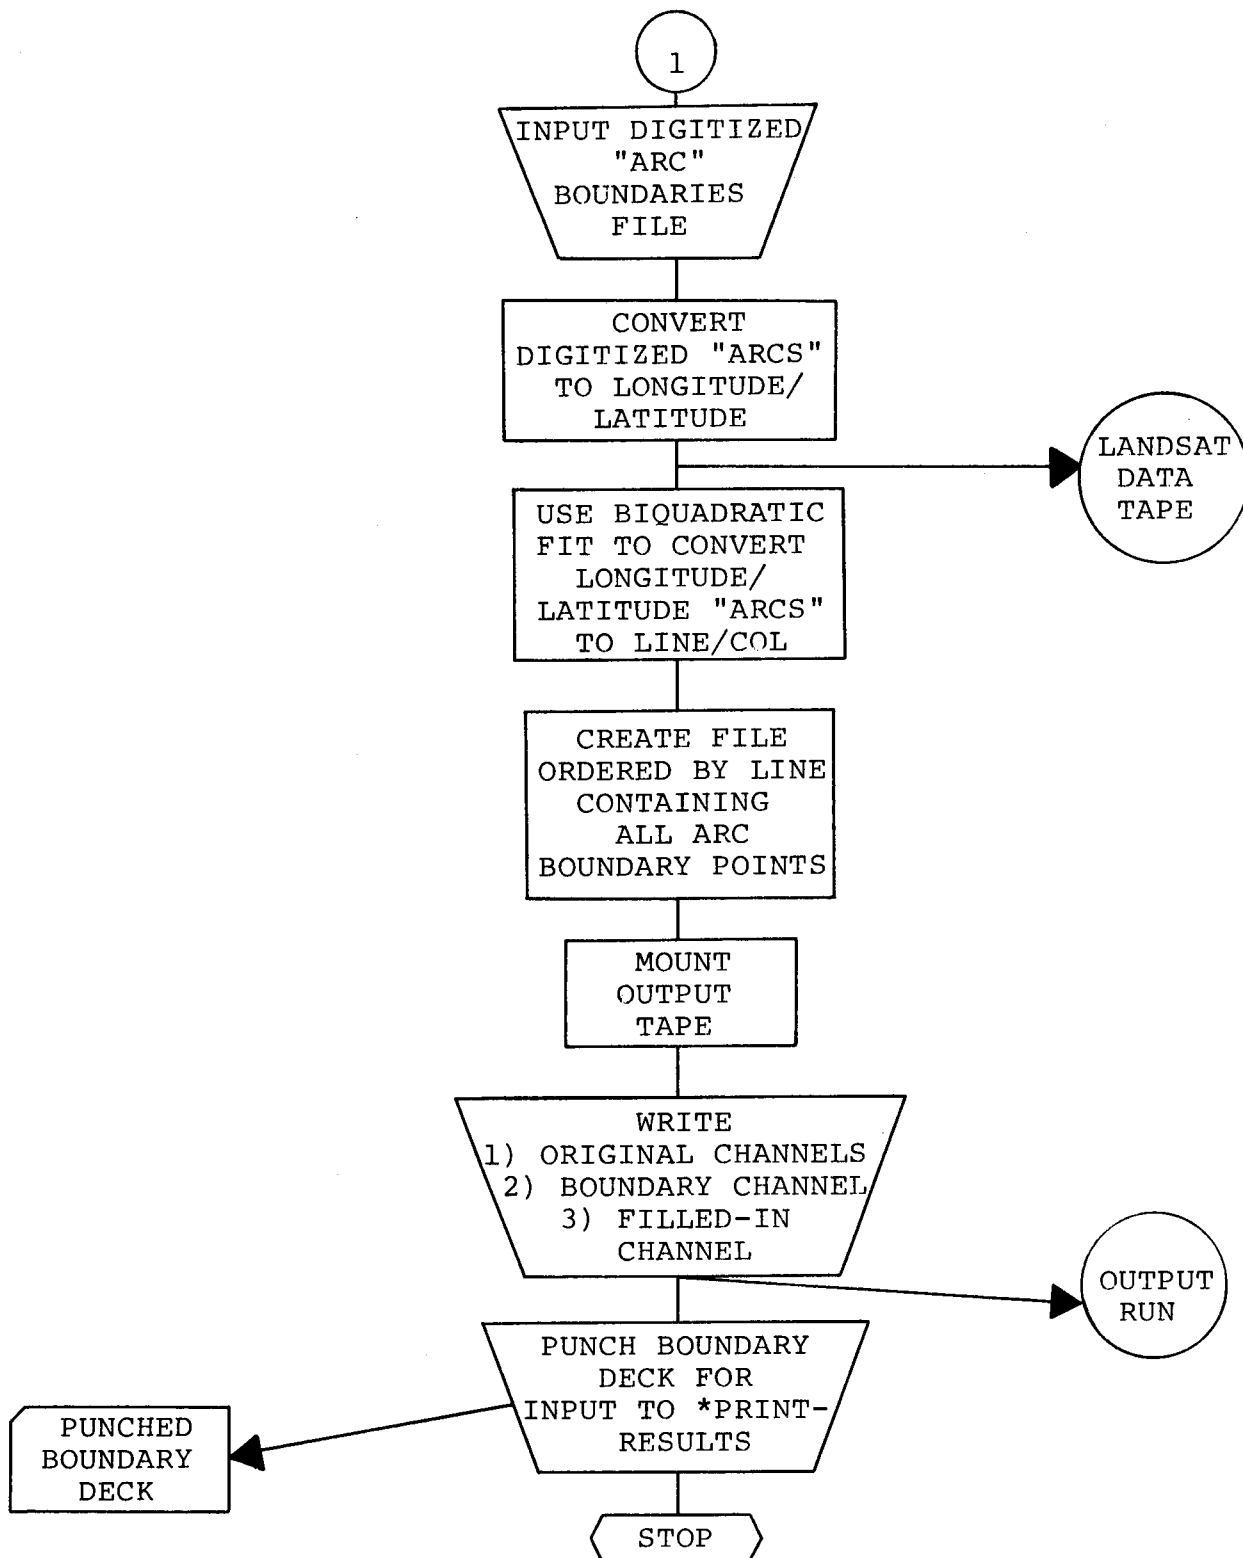 1
INPUT DIGITIZED
"ARC"
BOUNDARIES
FILE
CONVERT
DIGITIZED "ARCS"
TO LONGITUDE/
LATITUDE
LANDSAT
DATA
TAPE
USE BIQUADRATIC
FIT TO CONVERT
LONGITUDE/
LATITUDE "ARCS"
TO LINE/COL
CREATE FILE
ORDERED BY LINE
CONTAINING
ALL ARC
BOUNDARY POINTS
MOUNT
OUTPUT
TAPE
WRITE
1) ORIGINAL CHANNELS
2) BOUNDARY CHANNEL
3) FILLED-IN
CHANNEL
OUTPUT
RUN
PUNCH BOUNDARY
DECK FOR
INPUT TO *PRINT-
RESULTS
PUNCHED
BOUNDARY
DECK
STOP